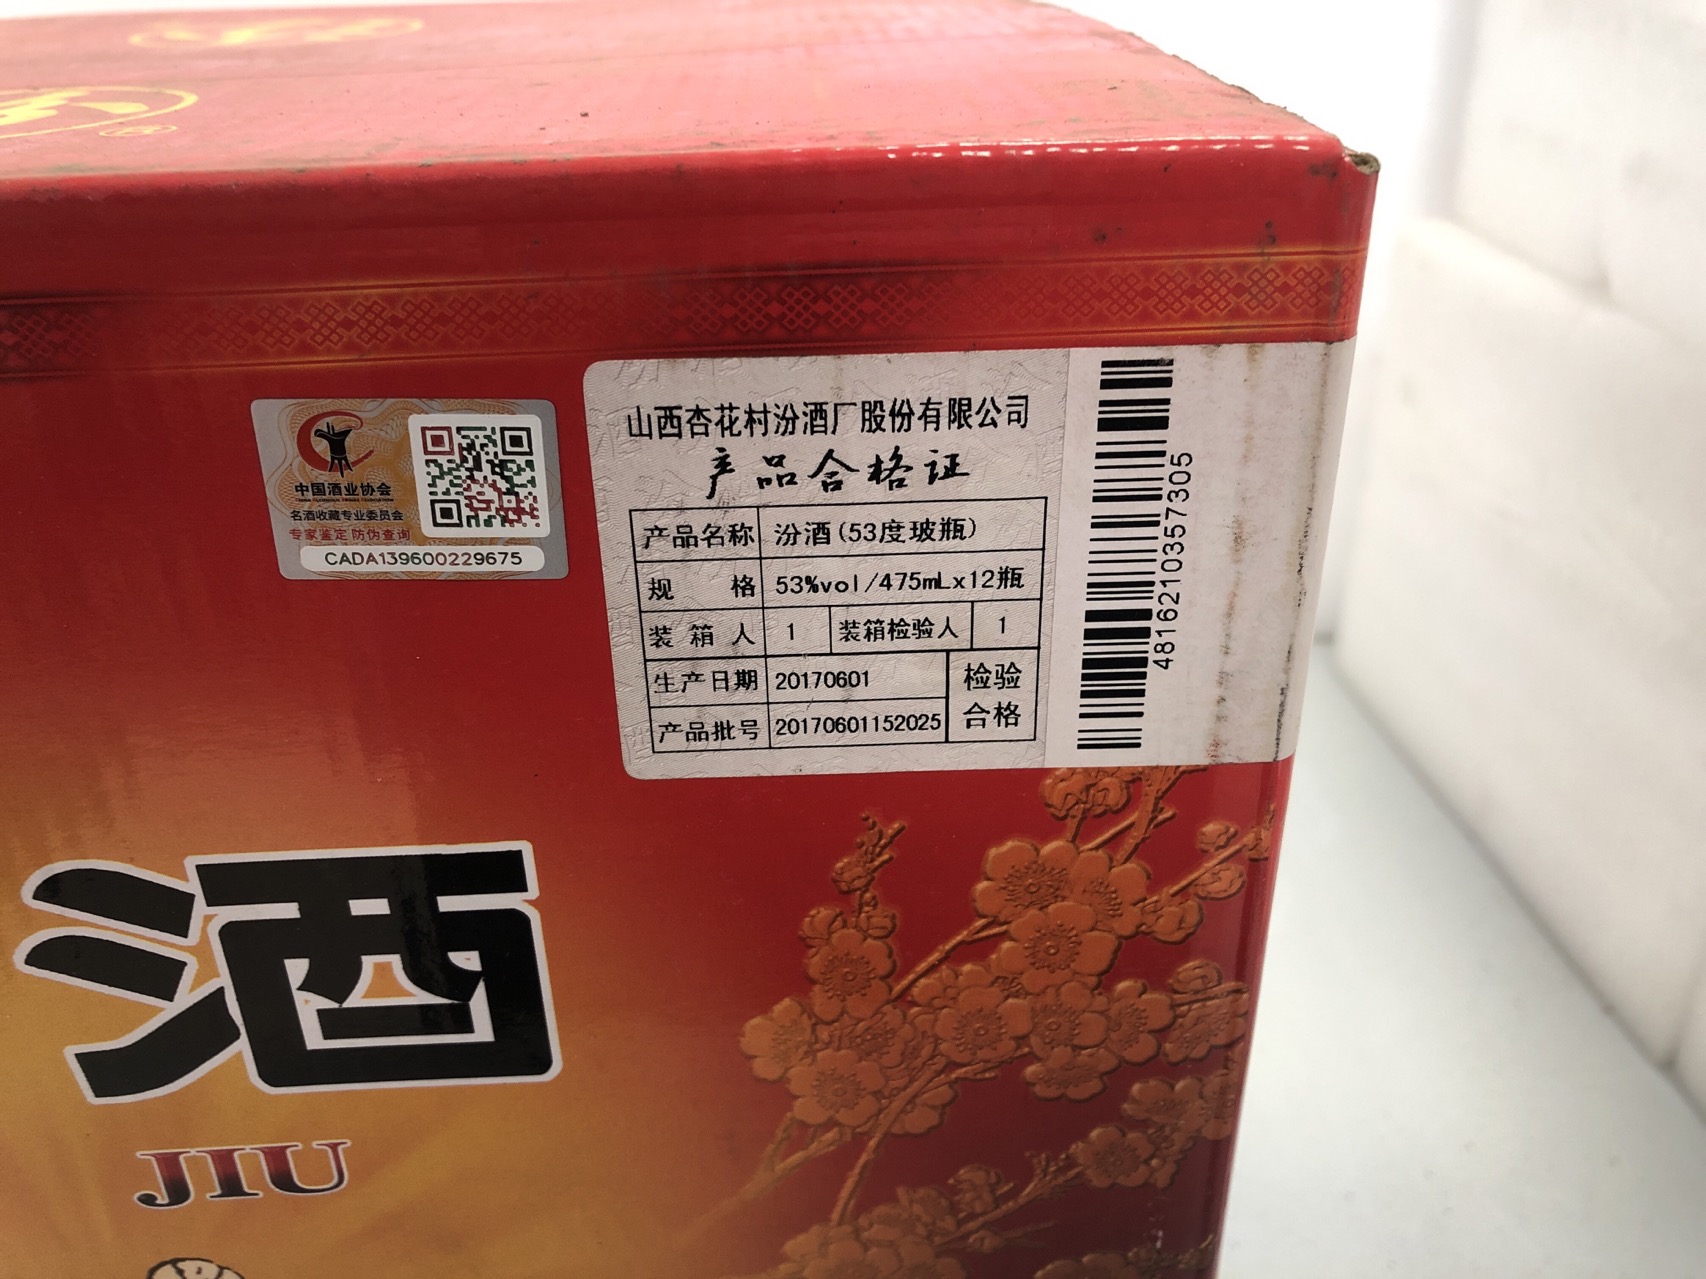 ®
中国酒业协会
名酒收藏专业委员会
专家鉴定 防伪查询
CADA139600229675
山西杏花村汾酒厂股份有限公司
产品合格证
产品名称 汾酒(53度玻瓶)
规 格 53%vol/475mLx12瓶
装 箱 人 1 装箱检验人 1
生产日期 20170601 检验
产品批号 20170601152025 合格
4816210357305
酒
JIU